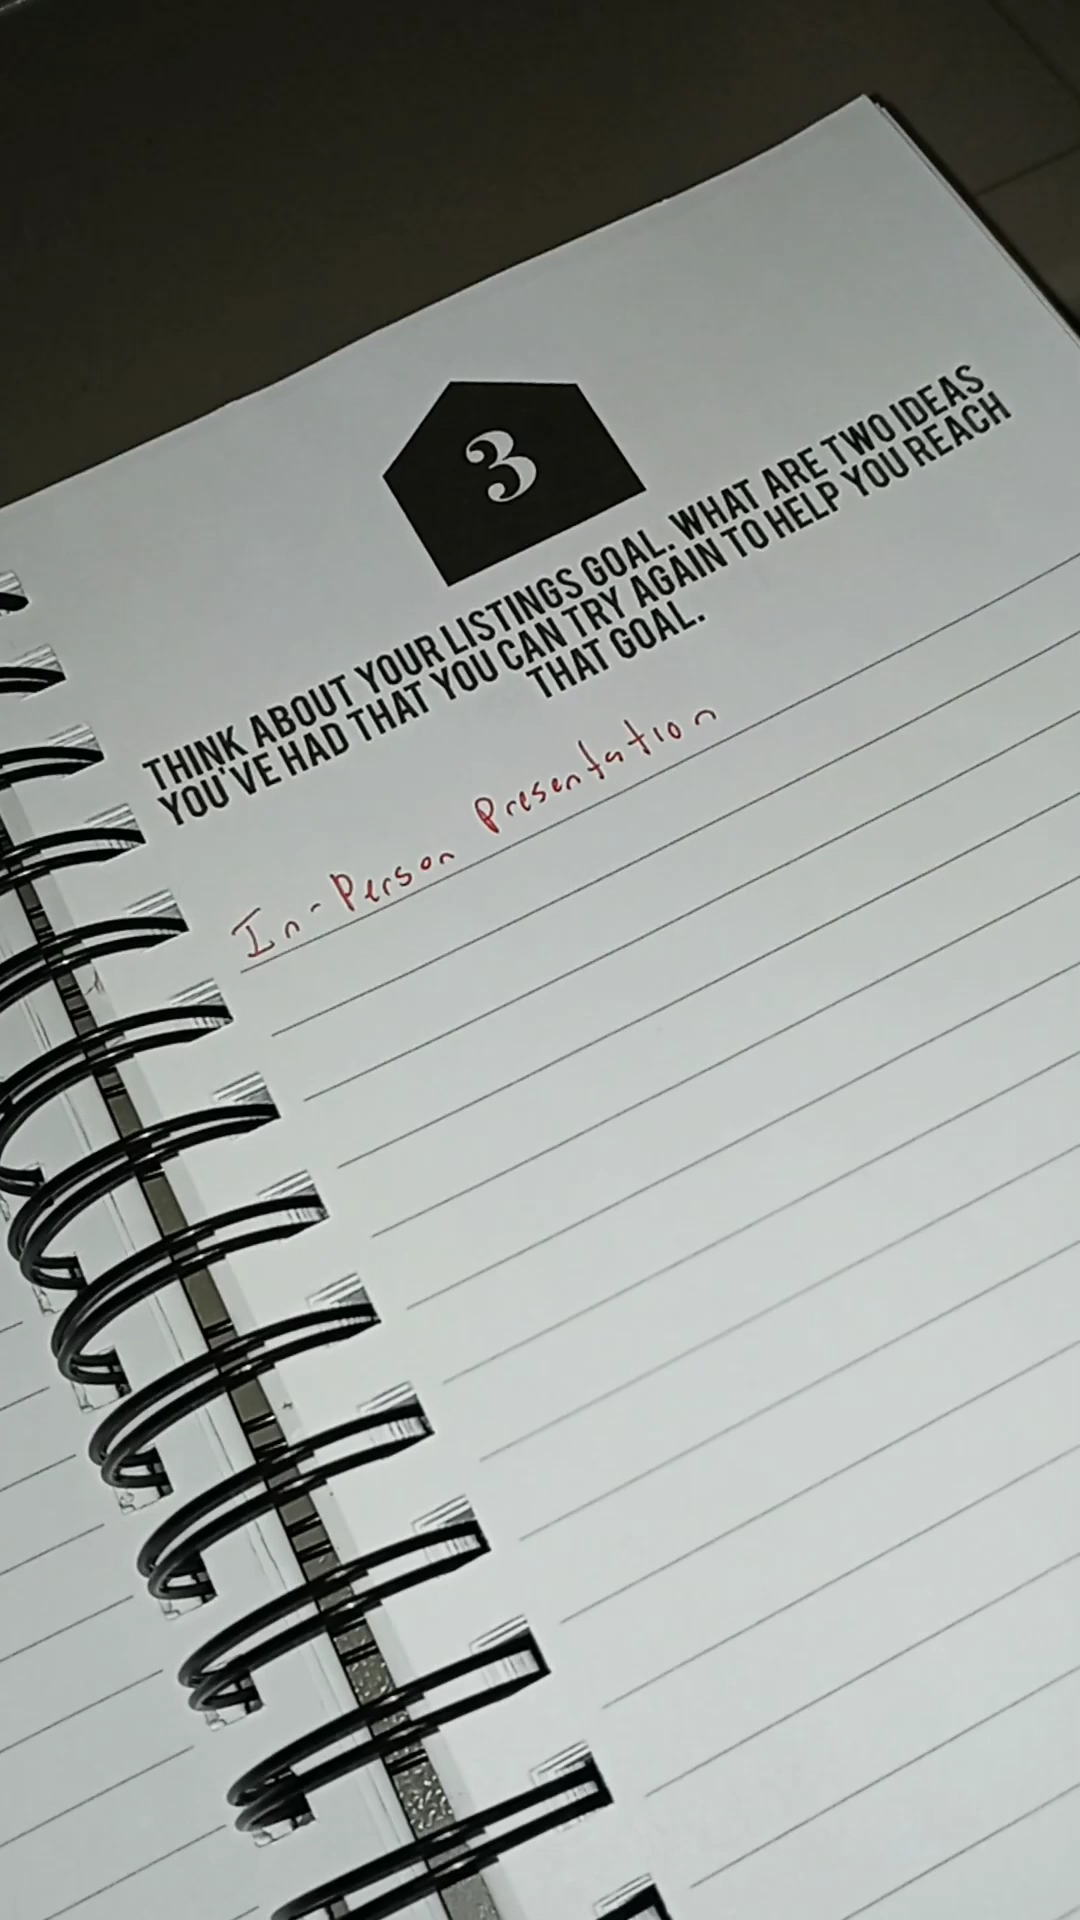 3
THINK ABOUT YOUR LISTINGS GOAL. WHAT ARE TWO IDEAS
YOU'VE HAD THAT YOU CAN TRY AGAIN TO HELP YOU REACH
THAT GOAL.
In-Person Presentation